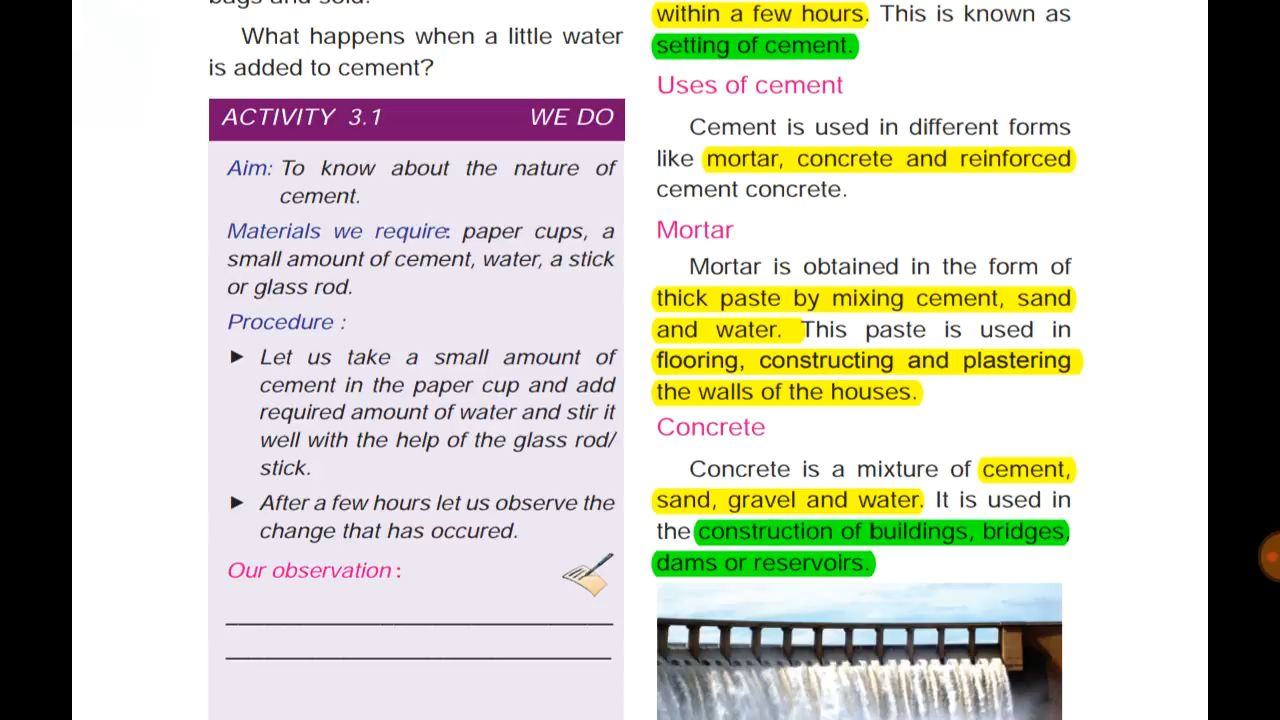 bags and sold.
What happens when a little water
is added to cement?
ACTIVITY 3.1 WE DO
Aim: To know about the nature of
cement.
Materials we require: paper cups, a
small amount of cement, water, a stick
or glass rod.
Procedure :
► Let us take a small amount of
cement in the paper cup and add
required amount of water and stir it
well with the help of the glass rod/
stick.
► After a few hours let us observe the
change that has occured.
Our observation :
within a few hours. This is known as
setting of cement.
Uses of cement
Cement is used in different forms
like mortar, concrete and reinforced
cement concrete.
Mortar
Mortar is obtained in the form of
thick paste by mixing cement, sand
and water. This paste is used in
flooring, constructing and plastering
the walls of the houses.
Concrete
Concrete is a mixture of cement,
sand, gravel and water. It is used in
the construction of buildings, bridges,
dams or reservoirs.